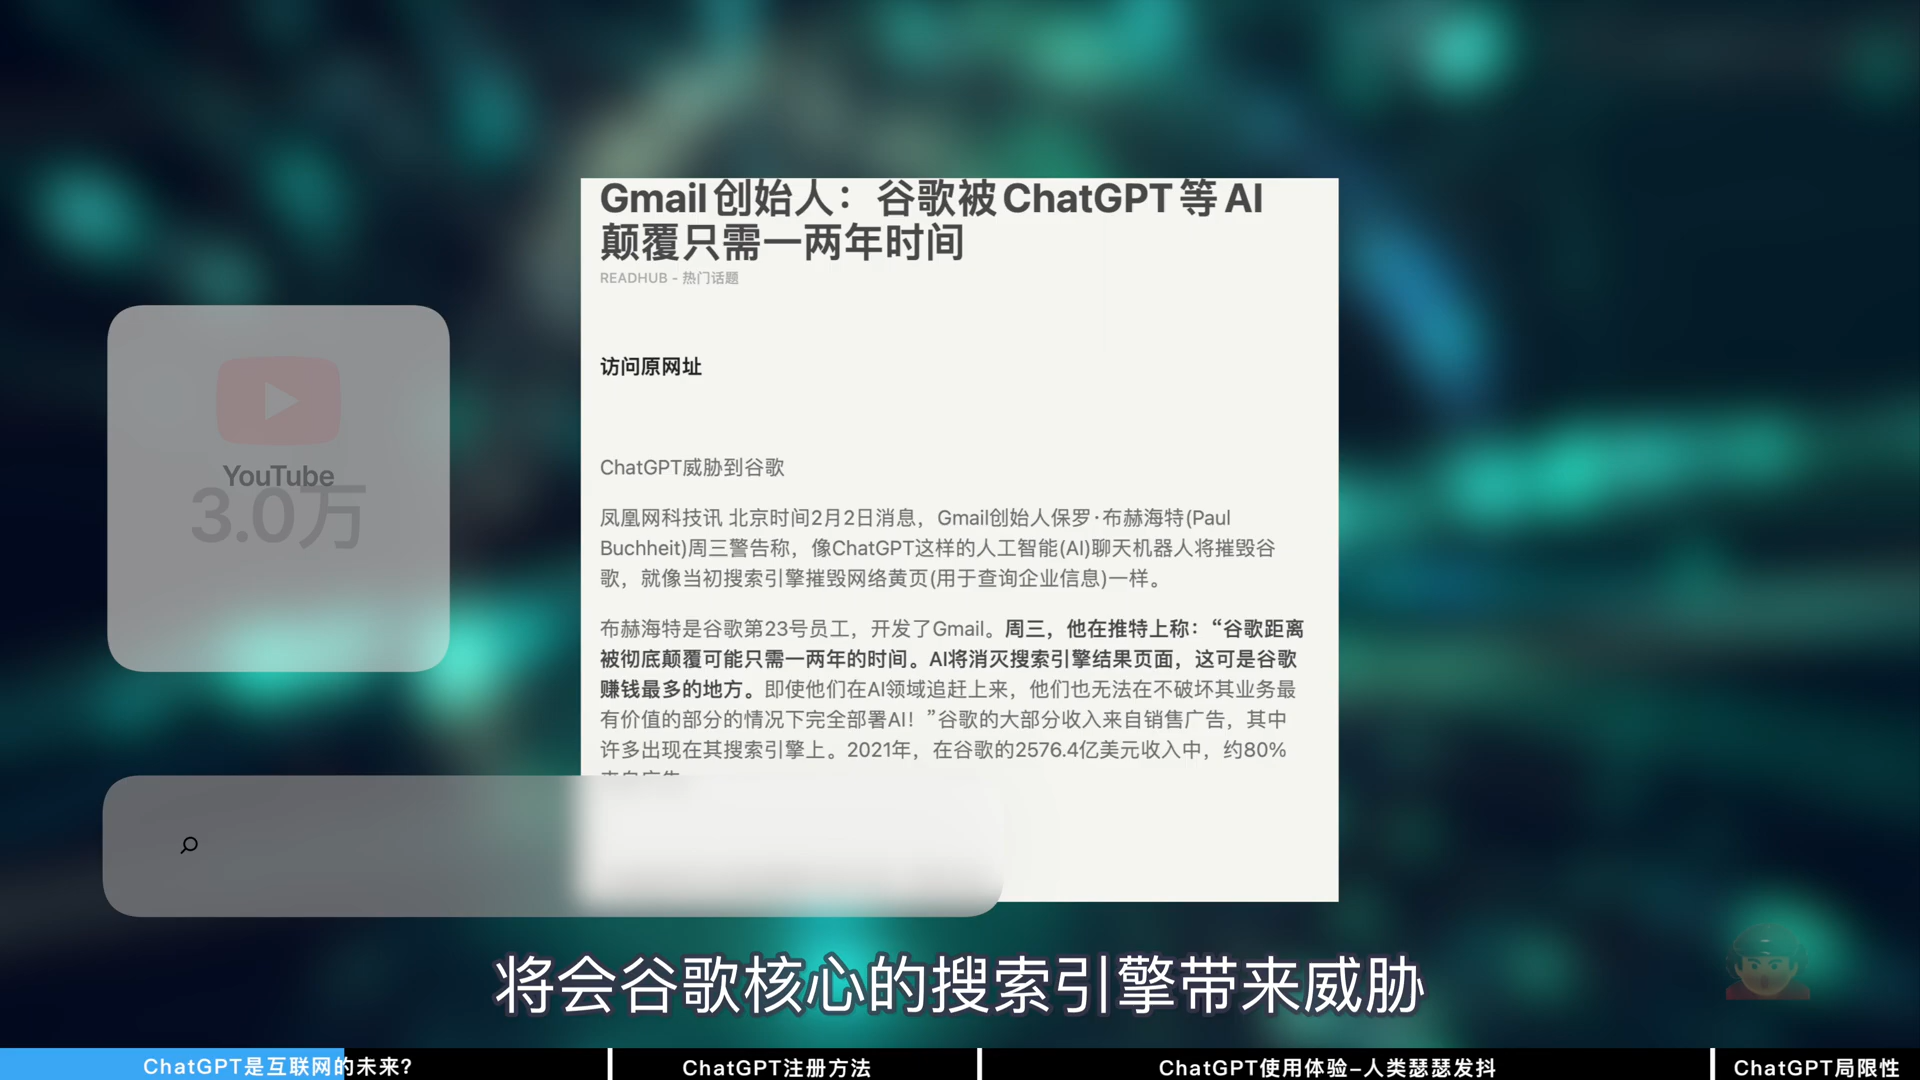 Gmail创始人：谷歌被ChatGPT等AI
颠覆只需一两年时间
READHUB - 热门话题
访问原网址
ChatGPT威胁到谷歌
凤凰网科技讯 北京时间2月2日消息，Gmail创始人保罗·布赫海特(Paul
Buchheit)周三警告称，像ChatGPT这样的人工智能(AI)聊天机器人将摧毁谷
歌，就像当初搜索引擎摧毁网络黄页(用于查询企业信息)一样。
布赫海特是谷歌第23号员工，开发了Gmail。周三，他在推特上称：“谷歌距离
被彻底颠覆可能只需一两年的时间。AI将消灭搜索引擎结果页面，这可是谷歌
赚钱最多的地方。即使他们在AI领域追赶上来，他们也无法在不破坏其业务最
有价值的部分的情况下完全部署AI！”谷歌的大部分收入来自销售广告，其中
许多出现在其搜索引擎上。2021年，在谷歌的2576.4亿美元收入中，约80%
YouTube
3.0万
将会谷歌核心的搜索引擎带来威胁
ChatGPT是互联网的未来?
ChatGPT注册方法
ChatGPT使用体验–人类瑟瑟发抖
ChatGPT局限性